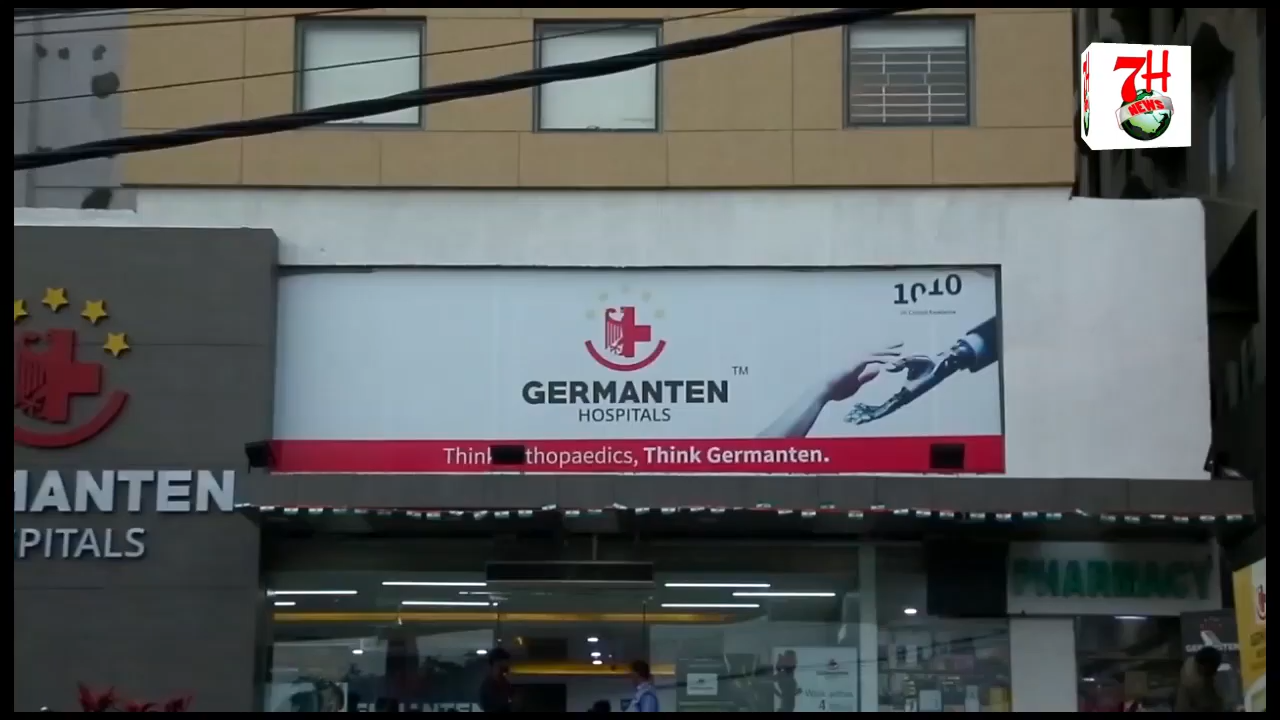 7H
NEWS
1010
GERMANTEN
TM
HOSPITALS
Think thopaedics, Think Germanten.
MANTEN
PITALS
PHARMACY